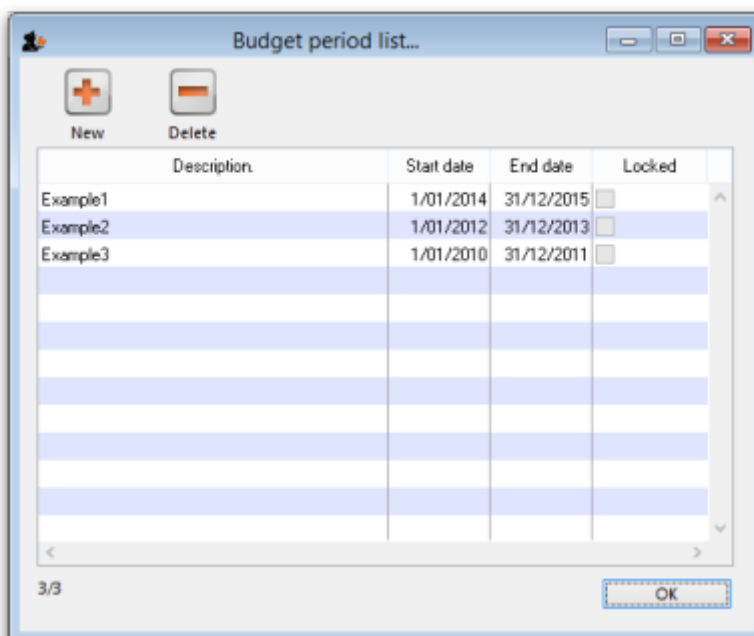 Budget period list...
New Delete
Description. Start date End date Locked
Example1 1/01/2014 31/12/2015
Example2 1/01/2012 31/12/2013
Example3 1/01/2010 31/12/2011
3/3 OK